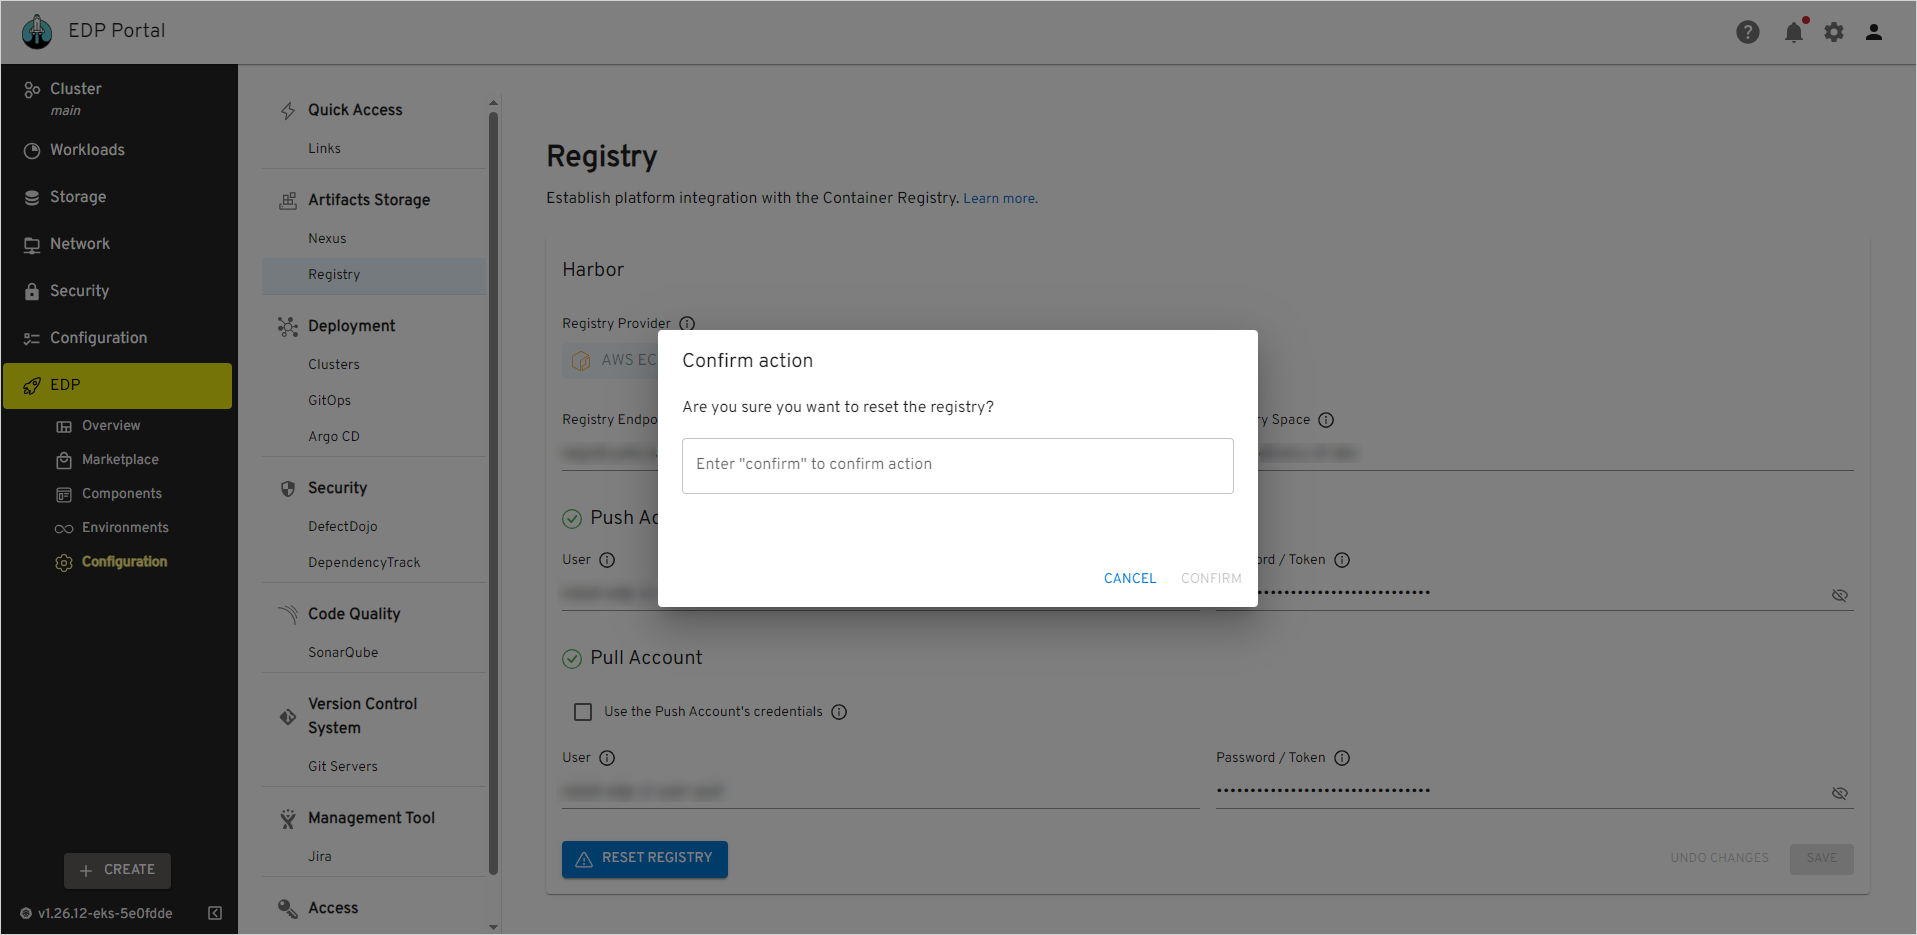 EDP Portal
Cluster
main
Workloads
Storage
Network
Security
Configuration
EDP
Overview
Marketplace
Components
Environments
Configuration
CREATE
v1.26.12-eks-5e0fdde
Quick Access
Links
Artifacts Storage
Nexus
Registry
Deployment
Clusters
GitOps
Argo CD
Security
DefectDojo
DependencyTrack
Code Quality
SonarQube
Version Control
System
Git Servers
Management Tool
Jira
Access
Registry
Establish platform integration with the Container Registry. Learn more.
Harbor
Registry Provider
AWS EC
Registry Endpo
ry Space
Push Ac
User
ord / Token
Confirm action
Are you sure you want to reset the registry?
Enter "confirm" to confirm action
CANCEL CONFIRM
Pull Account
Use the Push Account's credentials
User
Password / Token
RESET REGISTRY
UNDO CHANGES
SAVE